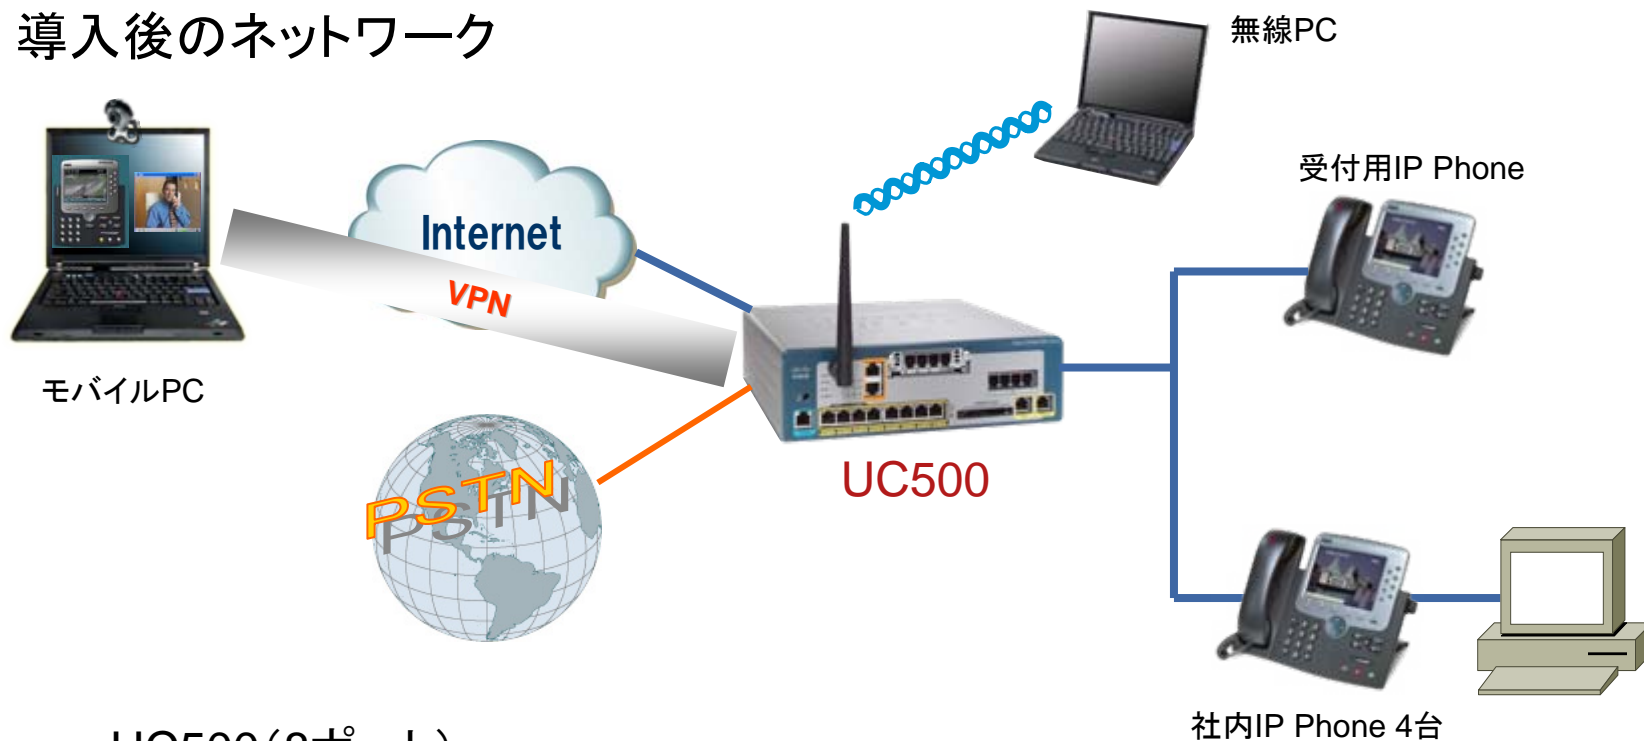 導入後のネットワーク
無線PC
受付用IP Phone
Internet
VPN
モバイルPC
UC500
PSTN
社内IP Phone 4台